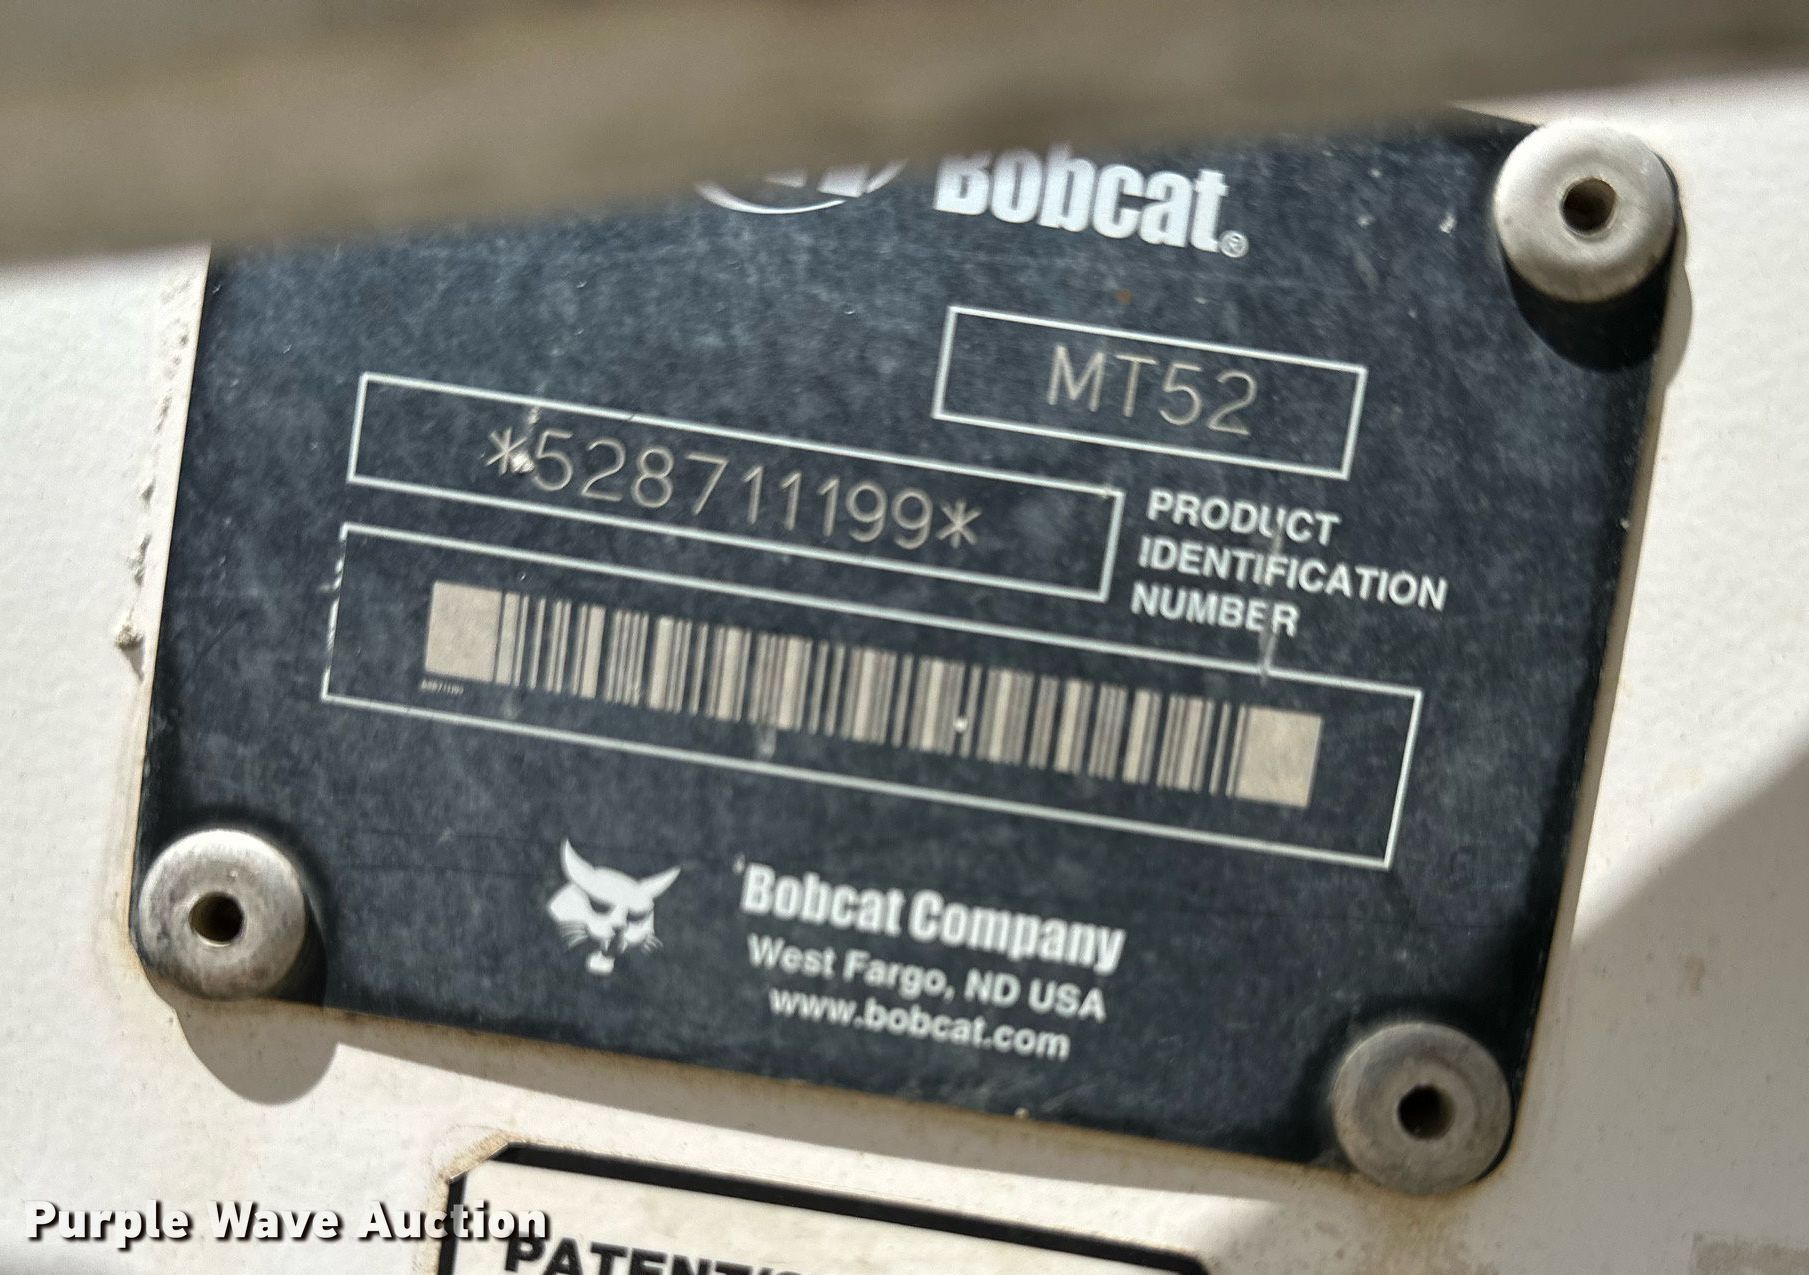 Bobcat®
MT52
*528711199*
PRODUCT
IDENTIFICATION
NUMBER
Bobcat Company
West Fargo, ND USA
www.bobcat.com
Purple Wave Auction